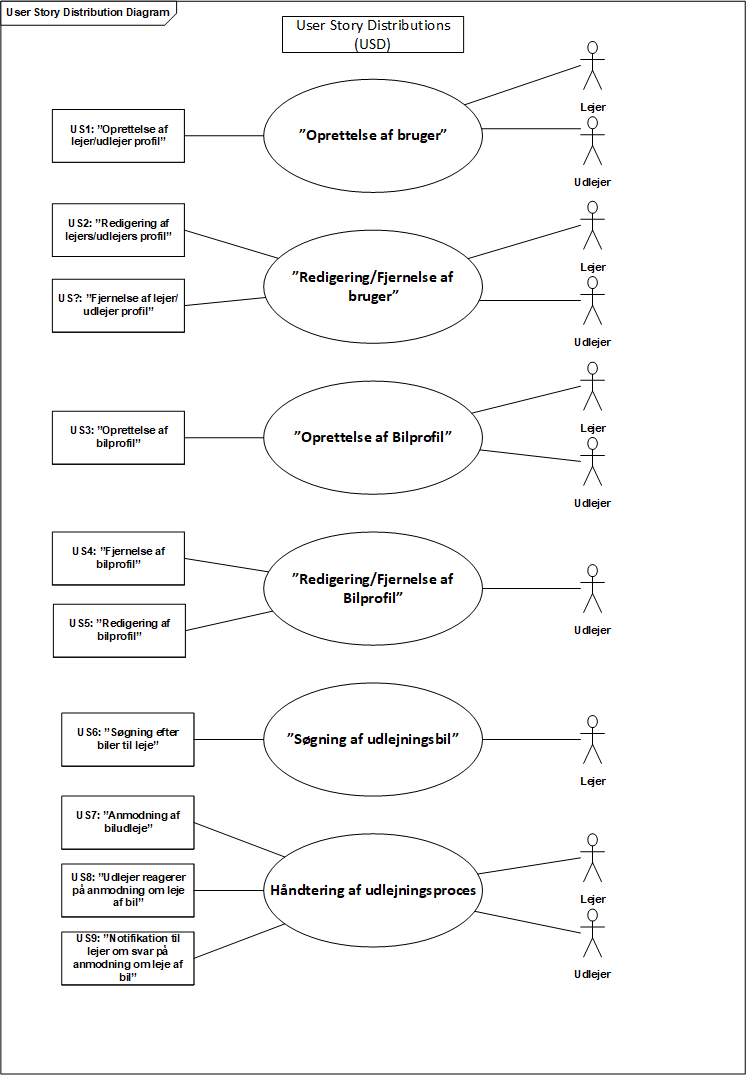 User Story Distribution Diagram
User Story Distributions
(USD)
Lejer
US1: ”Oprettelse af
lejer/udlejer profil”
”Oprettelse af bruger”
Udlejer
US2: ”Redigering af
lejers/udlejers profil”
Lejer
”Redigering/Fjernelse af
bruger”
US?: ”Fjernelse af lejer/
udlejer profil”
Udlejer
Lejer
US3: ”Oprettelse af
bilprofil”
”Oprettelse af Bilprofil”
Udlejer
US4: ”Fjernelse af
bilprofil”
”Redigering/Fjernelse af
Bilprofil”
US5: ”Redigering af
bilprofil”
Udlejer
US6: ”Søgning efter
biler til leje”
”Søgning af udlejningsbil”
Lejer
US7: ”Anmodning af
biludleje”
US8: ”Udlejer reagerer
på anmodning om leje
af bil”
Håndtering af udlejningsproces
Lejer
US9: ”Notifikation til
lejer om svar på
anmodning om leje af
bil”
Udlejer